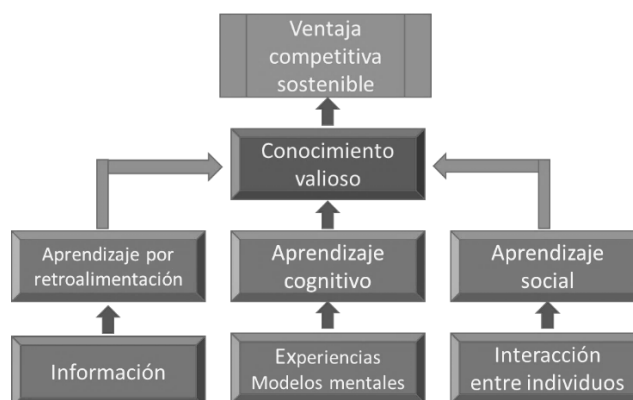 Ventaja
competitiva
sostenible
Conocimiento
valioso
Aprendizaje por
retroalimentación
Aprendizaje
cognitivo
Aprendizaje
social
Información
Experiencias
Modelos mentales
Interacción
entre individuos